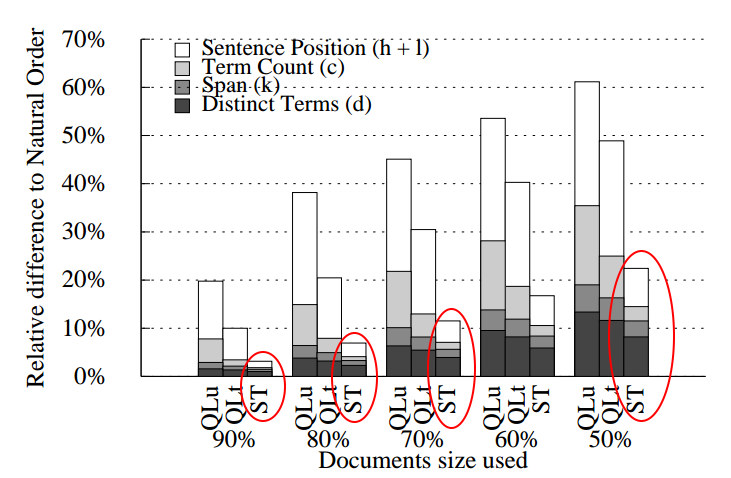 Relative difference to Natural Order
70%
60%
50%
40%
30%
20%
10%
0%
Sentence Position (h + l)
Term Count (c)
Span (k)
Distinct Terms (d)
QLu QLt ST QLu QLt ST QLu QLt ST QLu QLt ST QLu QLt ST
90% 80% 70% 60% 50%
Documents size used